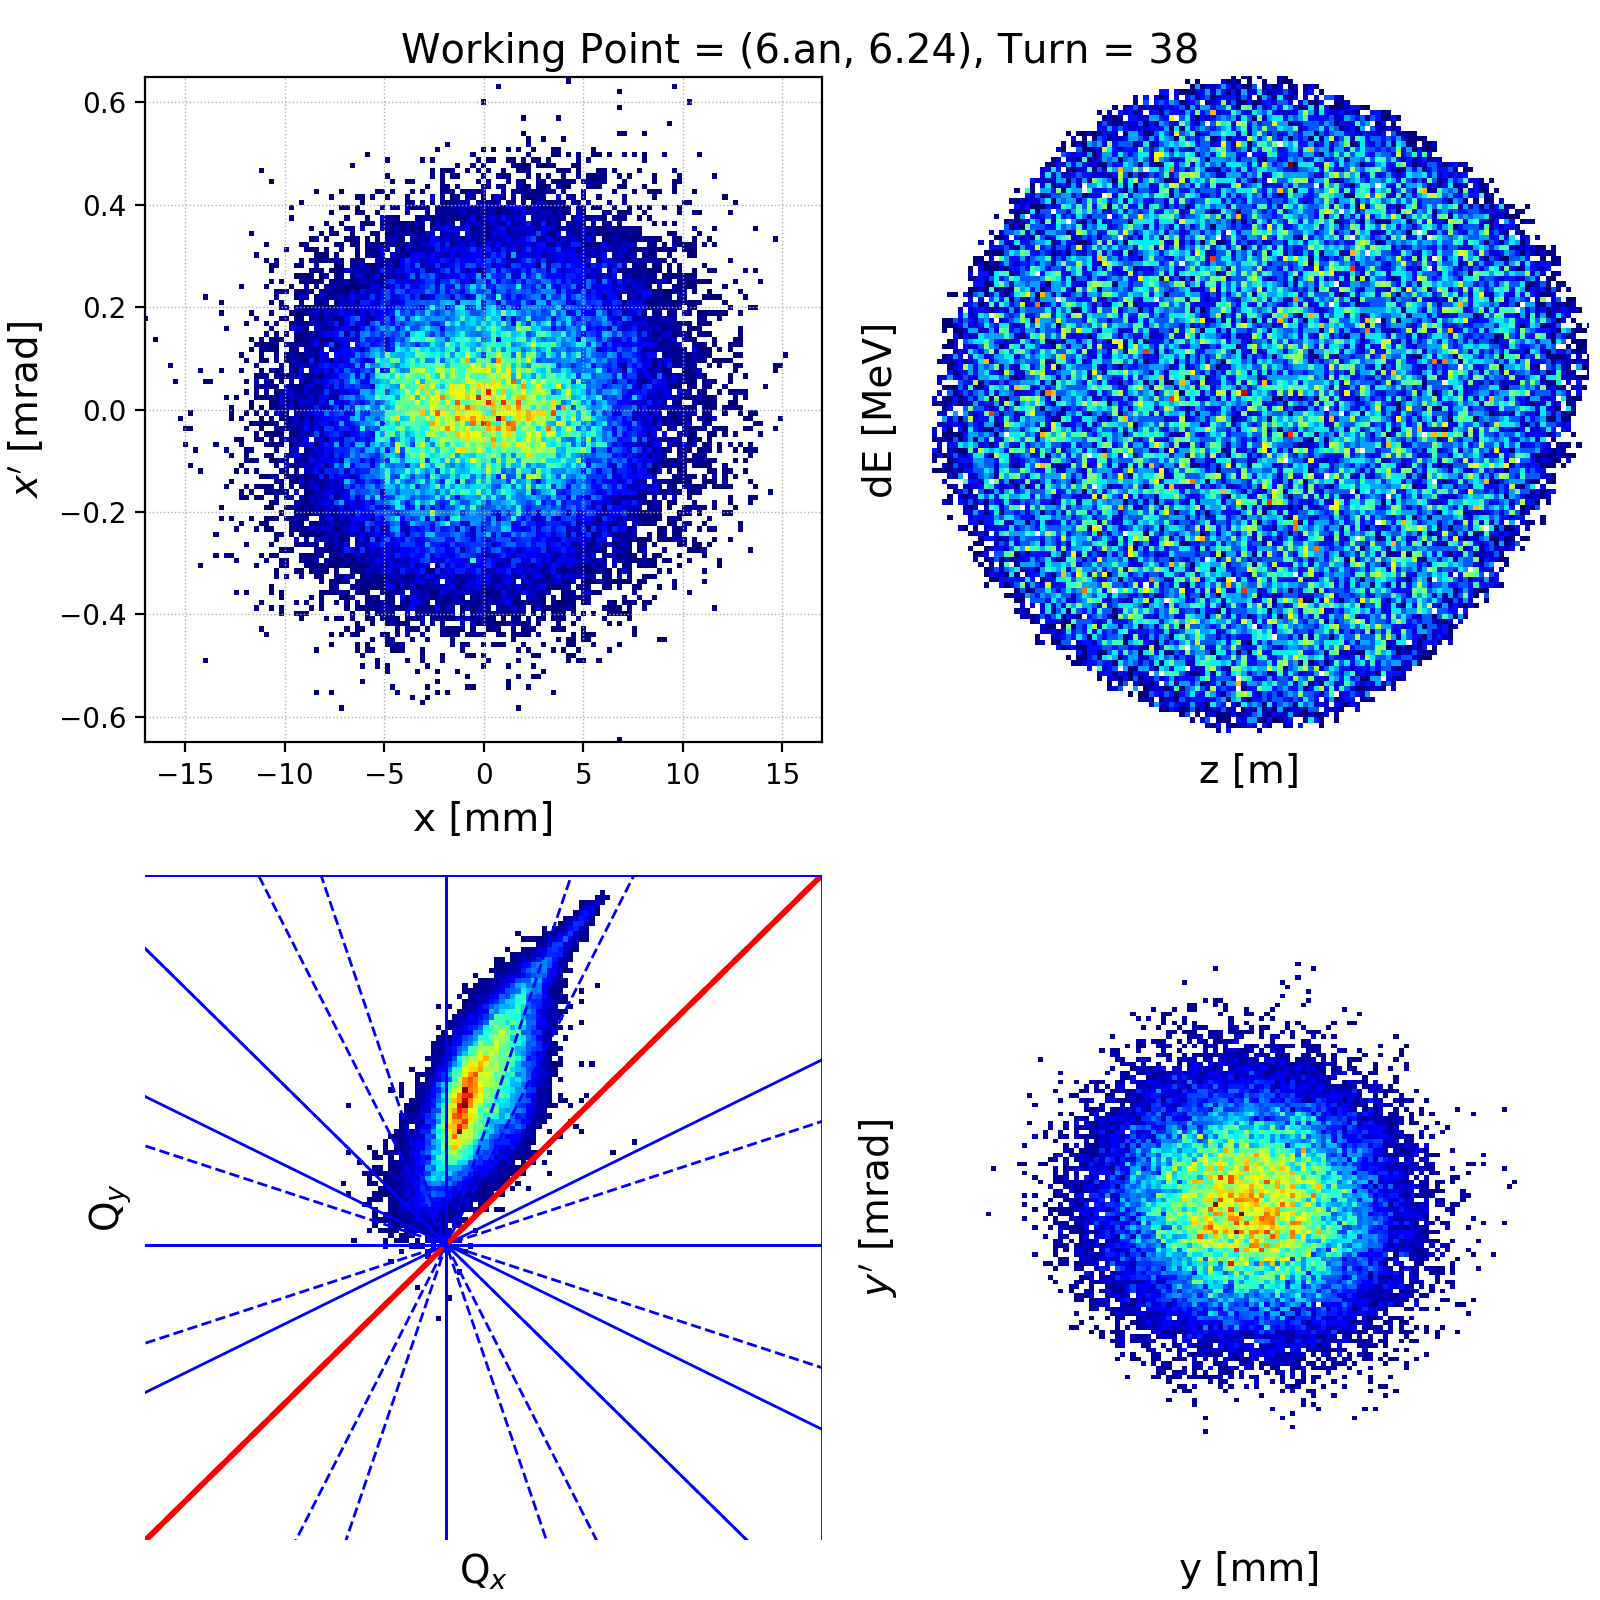 Working Point = (6.an, 6.24), Turn = 38
0.6
0.4
0.2
0.0
−0.2
−0.4
−0.6
x′ [mrad]
−15 −10 −5 0 5 10 15
x [mm]
dE [MeV]
z [m]
Qy
Qx
y′ [mrad]
y [mm]